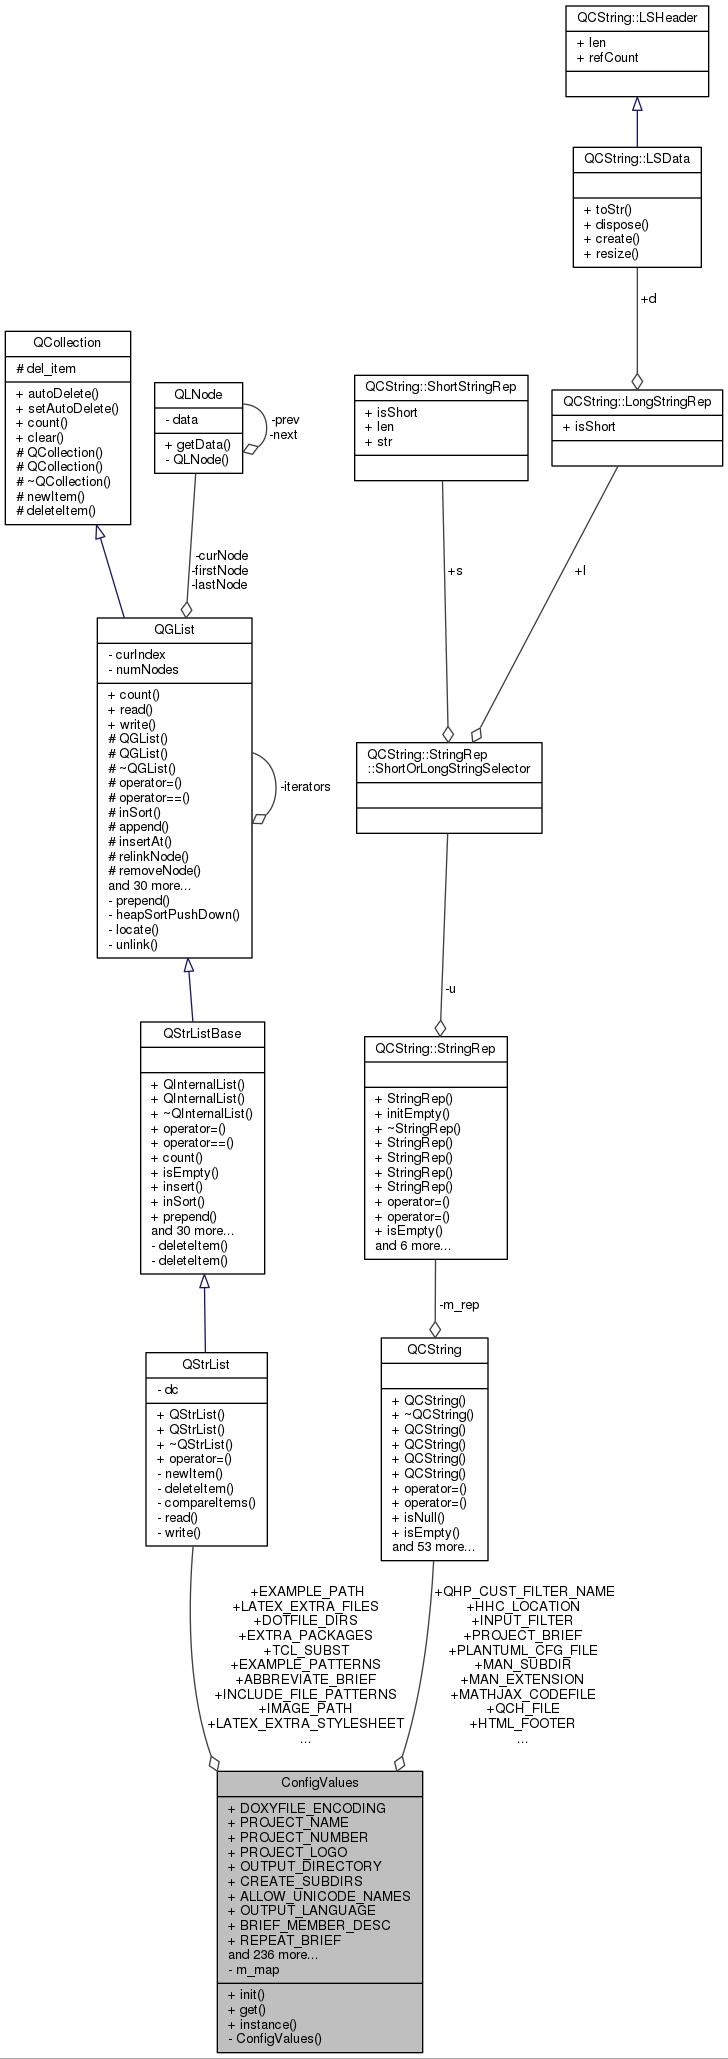 QCString::LSHeader
+ len
+ refCount
QCString::LSData
+ toStr()
+ dispose()
+ create()
+ resize()
+d
QCollection
# del_item
+ autoDelete()
+ setAutoDelete()
+ count()
+ clear()
# QCollection()
# QCollection()
# ~QCollection()
# newItem()
# deleteItem()
QLNode
- data
+ getData()
- QLNode()
-prev
-next
QCString::ShortStringRep
+ isShort
+ len
+ str
QCString::LongStringRep
+ isShort
-curNode
-firstNode
-lastNode
+s
+l
QGList
- curIndex
- numNodes
+ count()
+ read()
+ write()
# QGList()
# QGList()
# ~QGList()
# operator=()
# operator==()
# inSort()
# append()
# insertAt()
# relinkNode()
# removeNode()
and 30 more...
- prepend()
- heapSortPushDown()
- locate()
- unlink()
-iterators
QCString::StringRep
::ShortOrLongStringSelector
-u
QStrListBase
+ QInternalList()
+ QInternalList()
+ ~QInternalList()
+ operator=()
+ operator==()
+ count()
+ isEmpty()
+ insert()
+ inSort()
+ prepend()
and 30 more...
- deleteItem()
- deleteItem()
QCString::StringRep
+ StringRep()
+ initEmpty()
+ ~StringRep()
+ StringRep()
+ StringRep()
+ StringRep()
+ StringRep()
+ operator=()
+ operator=()
+ isEmpty()
and 6 more...
-m_rep
QStrList
- dc
+ QStrList()
+ QStrList()
+ ~QStrList()
+ operator=()
- newItem()
- deleteItem()
- compareItems()
- read()
- write()
QCString
+ QCString()
+ ~QCString()
+ QCString()
+ QCString()
+ QCString()
+ QCString()
+ operator=()
+ operator=()
+ isNull()
+ isEmpty()
and 53 more...
+EXAMPLE_PATH
+LATEX_EXTRA_FILES
+DOTFILE_DIRS
+EXTRA_PACKAGES
+TCL_SUBST
+EXAMPLE_PATTERNS
+ABBREVIATE_BRIEF
+INCLUDE_FILE_PATTERNS
+IMAGE_PATH
+LATEX_EXTRA_STYLESHEET
...
+QHP_CUST_FILTER_NAME
+HHC_LOCATION
+INPUT_FILTER
+PROJECT_BRIEF
+PLANTUML_CFG_FILE
+MAN_SUBDIR
+MAN_EXTENSION
+MATHJAX_CODEFILE
+QCH_FILE
+HTML_FOOTER
...
ConfigValues
+ DOXYFILE_ENCODING
+ PROJECT_NAME
+ PROJECT_NUMBER
+ PROJECT_LOGO
+ OUTPUT_DIRECTORY
+ CREATE_SUBDIRS
+ ALLOW_UNICODE_NAMES
+ OUTPUT_LANGUAGE
+ BRIEF_MEMBER_DESC
+ REPEAT_BRIEF
and 236 more...
- m_map
+ init()
+ get()
+ instance()
- ConfigValues()